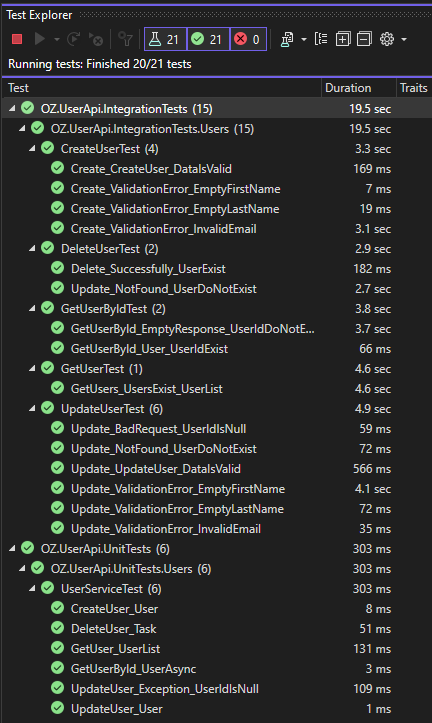 Test Explorer
21 21 0
Running tests: Finished 20/21 tests
Test Duration Traits
OZ.UserApi.IntegrationTests (15) 19.5 sec
OZ.UserApi.IntegrationTests.Users (15) 19.5 sec
CreateUserTest (4) 3.3 sec
Create_CreateUser_DataIsValid 169 ms
Create_ValidationError_EmptyFirstName 7 ms
Create_ValidationError_EmptyLastName 19 ms
Create_ValidationError_InvalidEmail 3.1 sec
DeleteUserTest (2) 2.9 sec
Delete_Successfully_UserExist 182 ms
Update_NotFound_UserDoNotExist 2.7 sec
GetUserByIdTest (2) 3.8 sec
GetUserById_EmptyResponse_UserIdDoNotE... 3.7 sec
GetUserById_User_UserIdExist 66 ms
GetUserTest (1) 4.6 sec
GetUsers_UsersExist_UserList 4.6 sec
UpdateUserTest (6) 4.9 sec
Update_BadRequest_UserIdIsNull 59 ms
Update_NotFound_UserDoNotExist 72 ms
Update_UpdateUser_DataIsValid 566 ms
Update_ValidationError_EmptyFirstName 4.1 sec
Update_ValidationError_EmptyLastName 72 ms
Update_ValidationError_InvalidEmail 35 ms
OZ.UserApi.UnitTests (6) 303 ms
OZ.UserApi.UnitTests.Users (6) 303 ms
UserServiceTest (6) 303 ms
CreateUser_User 8 ms
DeleteUser_Task 51 ms
GetUser_UserList 131 ms
GetUserById_UserAsync 3 ms
UpdateUser_Exception_UserIdIsNull 109 ms
UpdateUser_User 1 ms